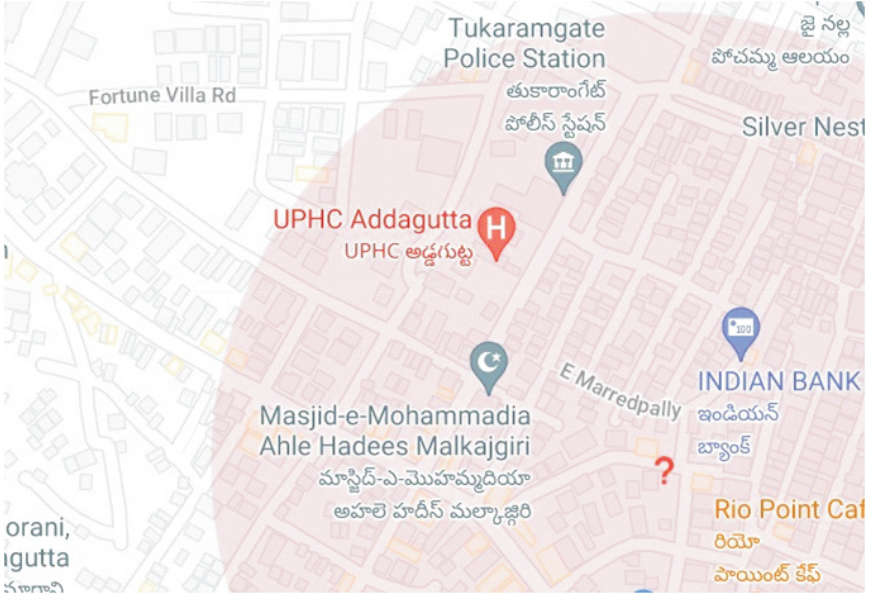 Tukaramgate
Police Station
తుకారాంగేట్
పోలీస్ స్టేషన్
జై నల్ల
పోచమ్మ ఆలయం
Fortune Villa Rd
Silver Nest
UPHC Addagutta
UPHC అడ్డగుట్ట
H
E Marredpally
INDIAN BANK
ఇండియన్
బ్యాంక్
Masjid-e-Mohammadia
Ahle Hadees Malkajgiri
మాస్జిద్-ఎ-మొహమ్మదియా
అహలె హదీస్ మల్కాజ్గిరి
?
Rio Point Caf
రియో
పాయింట్ కేఫ్
orani,
gutta